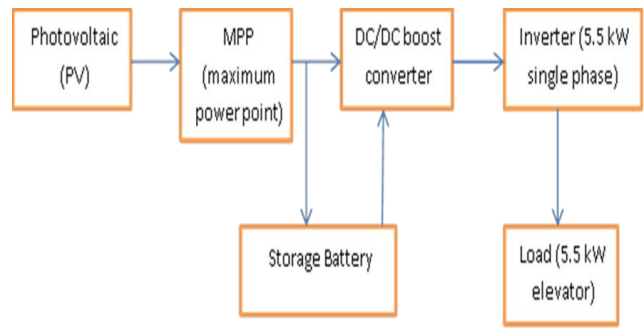 Photovoltaic
(PV)
MPP
(maximum
power point)
DC/DC boost
converter
Inverter (5.5 kW
single phase)
Storage Battery
Load (5.5 kW
elevator)